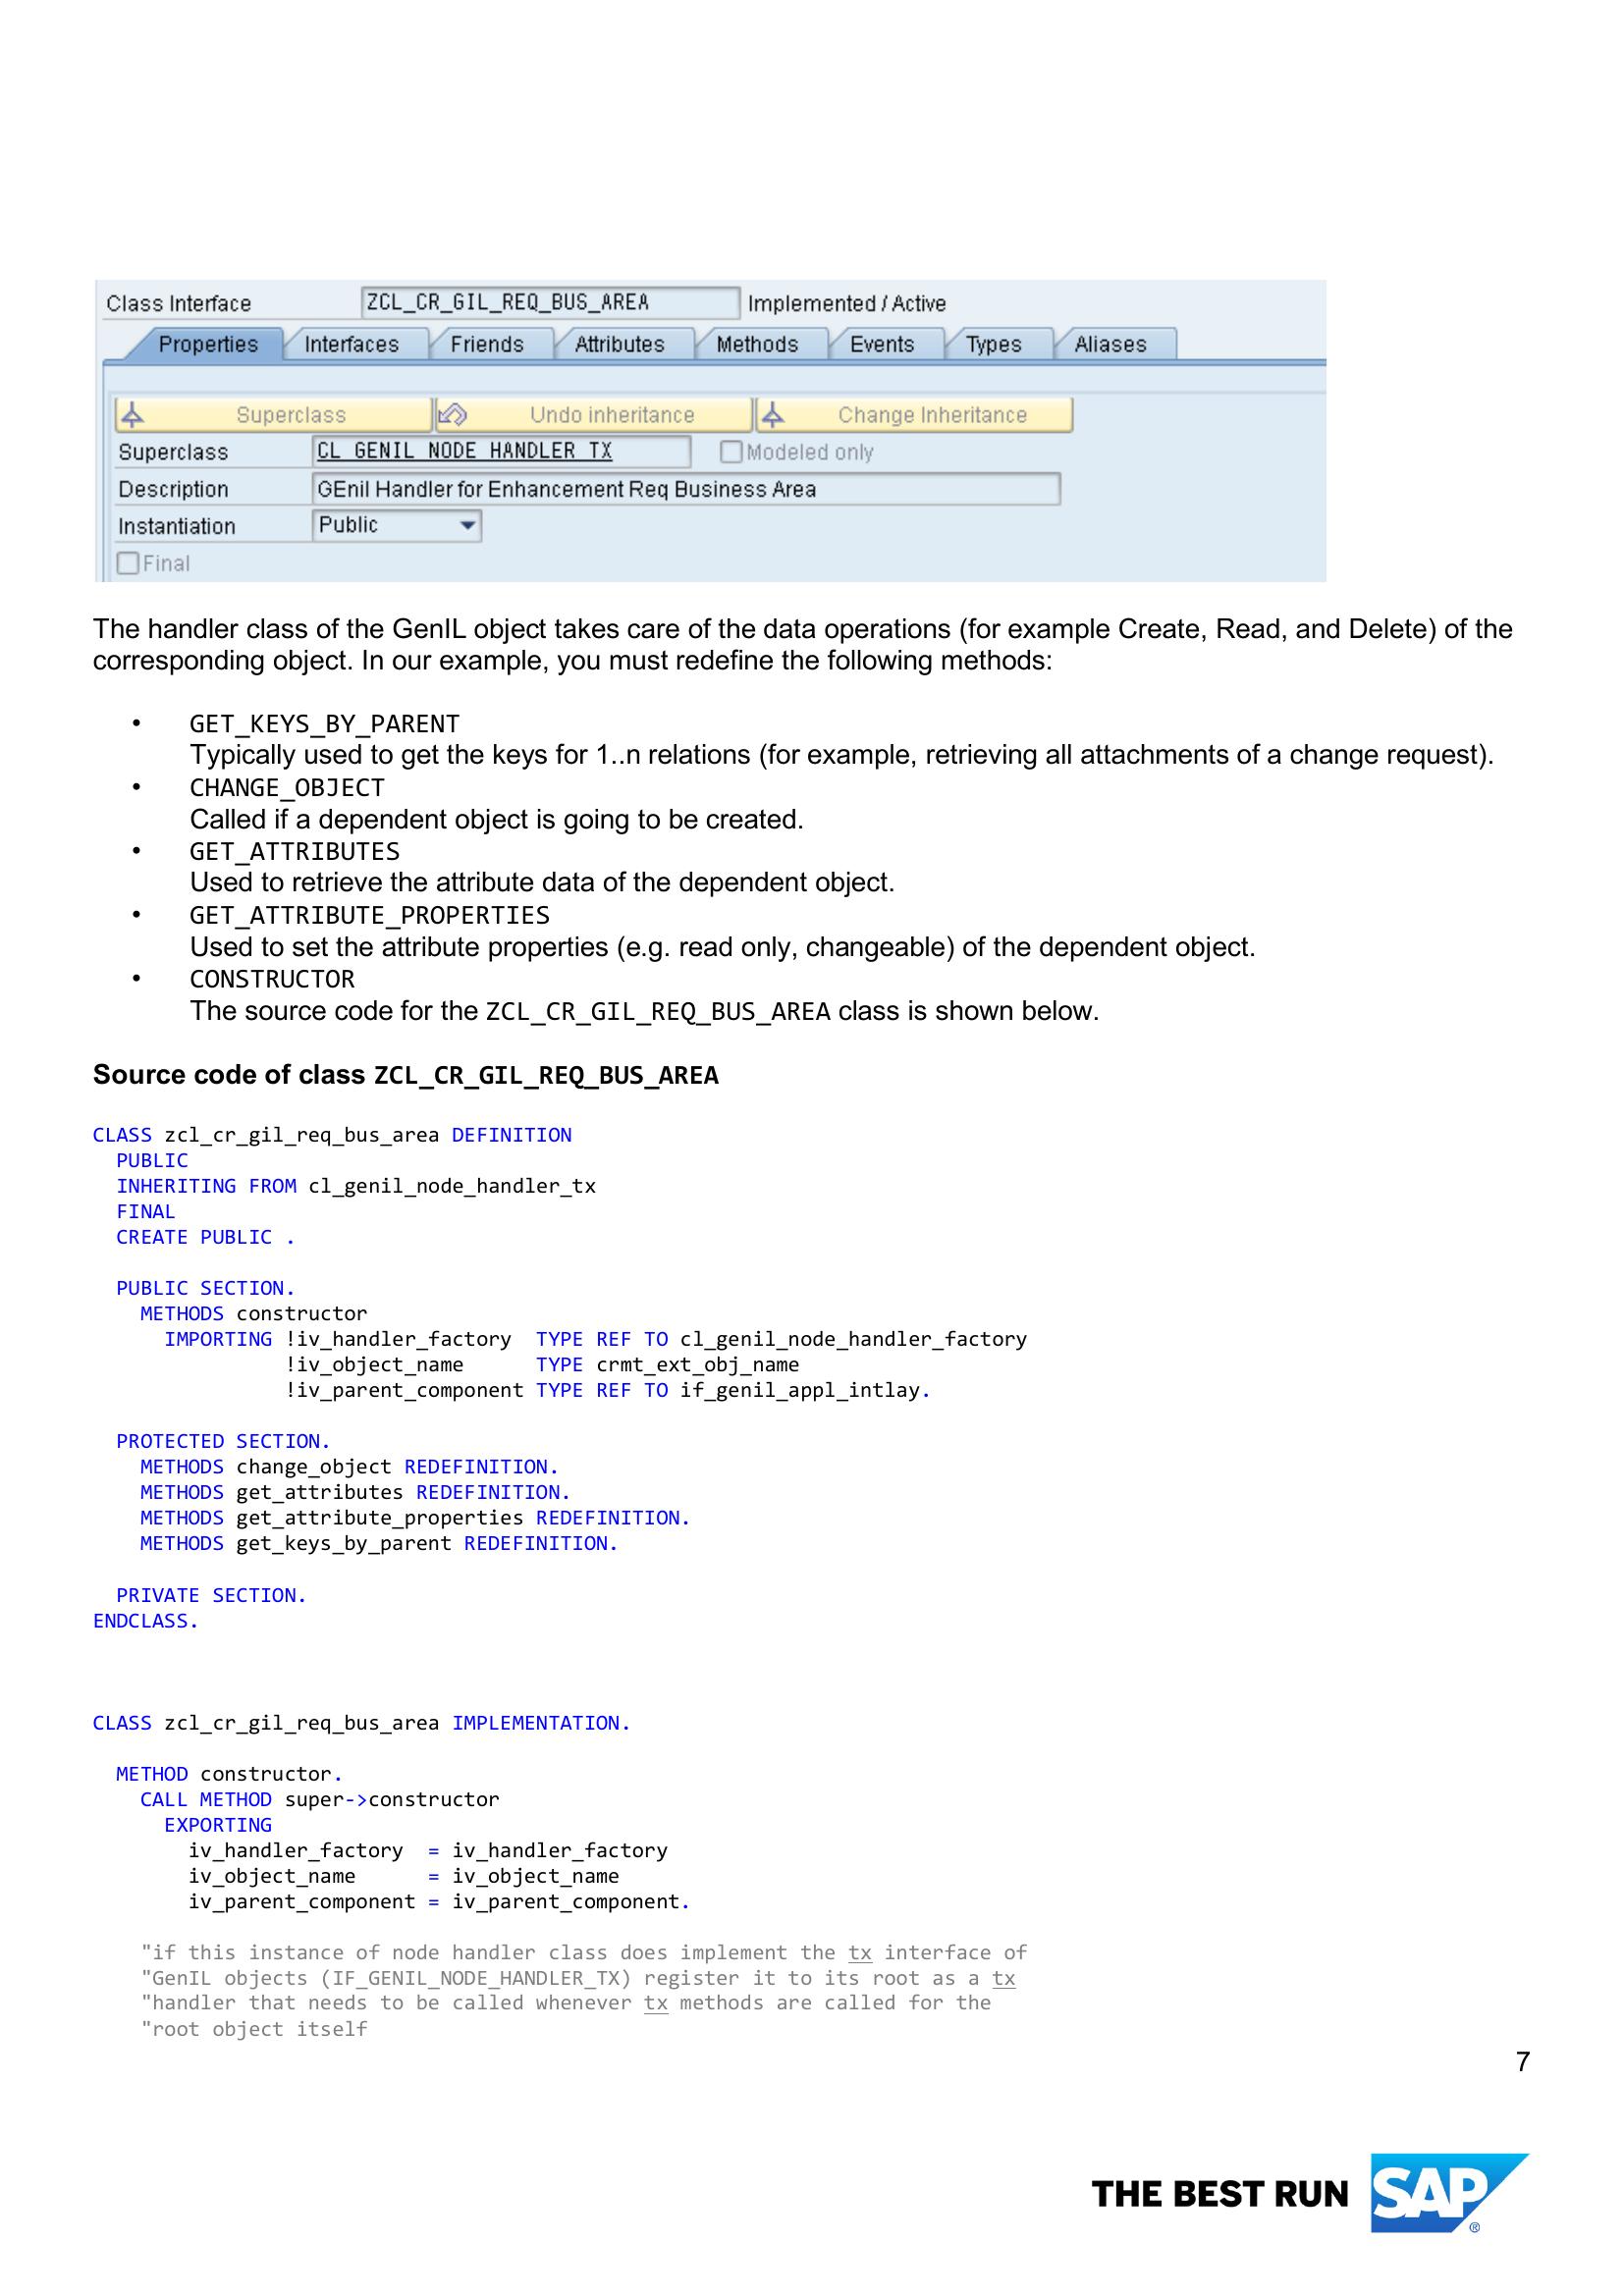 Class Interface ZCL_CR_GIL_REQ_BUS_AREA Implemented / Active
Properties Interfaces Friends Attributes Methods Events Types Aliases
Superclass Undo inheritance Change Inheritance
Superclass CL_GENIL_NODE_HANDLER_TX Modeled only
Description GEnil Handler for Enhancement Req Business Area
Instantiation Public
Final
The handler class of the GenIL object takes care of the data operations (for example Create, Read, and Delete) of the
corresponding object. In our example, you must redefine the following methods:
• GET_KEYS_BY_PARENT
Typically used to get the keys for 1..n relations (for example, retrieving all attachments of a change request).
• CHANGE_OBJECT
Called if a dependent object is going to be created.
• GET_ATTRIBUTES
Used to retrieve the attribute data of the dependent object.
• GET_ATTRIBUTE_PROPERTIES
Used to set the attribute properties (e.g. read only, changeable) of the dependent object.
• CONSTRUCTOR
The source code for the ZCL_CR_GIL_REQ_BUS_AREA class is shown below.
Source code of class ZCL_CR_GIL_REQ_BUS_AREA
CLASS zcl_cr_gil_req_bus_area DEFINITION
PUBLIC
INHERITING FROM cl_genil_node_handler_tx
FINAL
CREATE PUBLIC .
PUBLIC SECTION.
METHODS constructor
IMPORTING !iv_handler_factory TYPE REF TO cl_genil_node_handler_factory
!iv_object_name TYPE crmt_ext_obj_name
!iv_parent_component TYPE REF TO if_genil_appl_intlay.
PROTECTED SECTION.
METHODS change_object REDEFINITION.
METHODS get_attributes REDEFINITION.
METHODS get_attribute_properties REDEFINITION.
METHODS get_keys_by_parent REDEFINITION.
PRIVATE SECTION.
ENDCLASS.
CLASS zcl_cr_gil_req_bus_area IMPLEMENTATION.
METHOD constructor.
CALL METHOD super->constructor
EXPORTING
iv_handler_factory = iv_handler_factory
iv_object_name = iv_object_name
iv_parent_component = iv_parent_component.
"if this instance of node handler class does implement the tx interface of
"GenIL objects (IF_GENIL_NODE_HANDLER_TX) register it to its root as a tx
"handler that needs to be called whenever tx methods are called for the
"root object itself
7
THE BEST RUN SAP ®